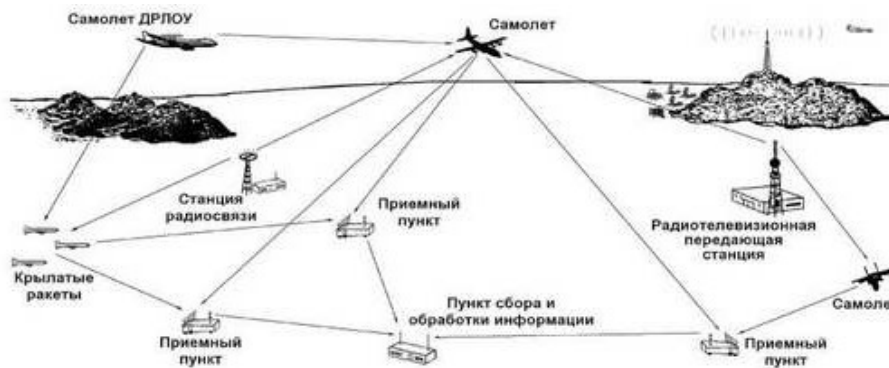 Самолет ДРЛОУ
Самолет
Станция
радиосвязи
Приемный
пункт
Радиотелевизионная
передающая
станция
Крылатые
ракеты
Самоле
Пункт сбора и
обработки информации
Приемный
пункт
Приемный
пункт